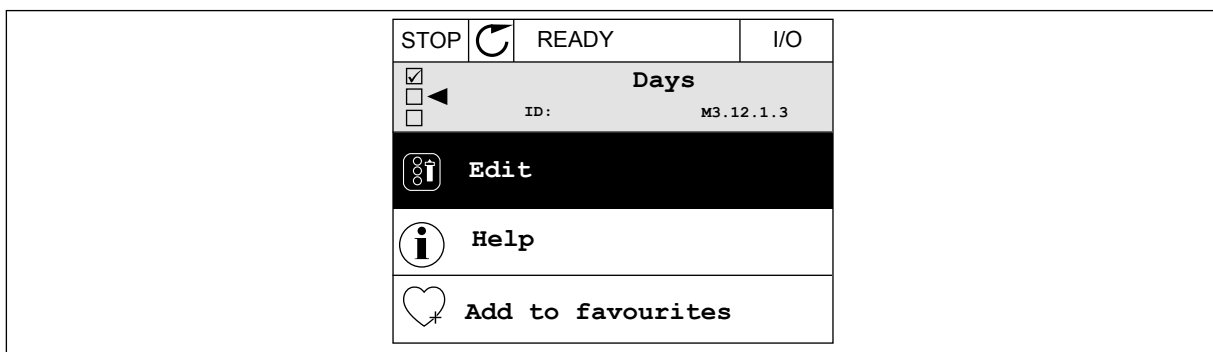 STOP READY I/O
Days
ID: M3.12.1.3
Edit
Help
Add to favourites